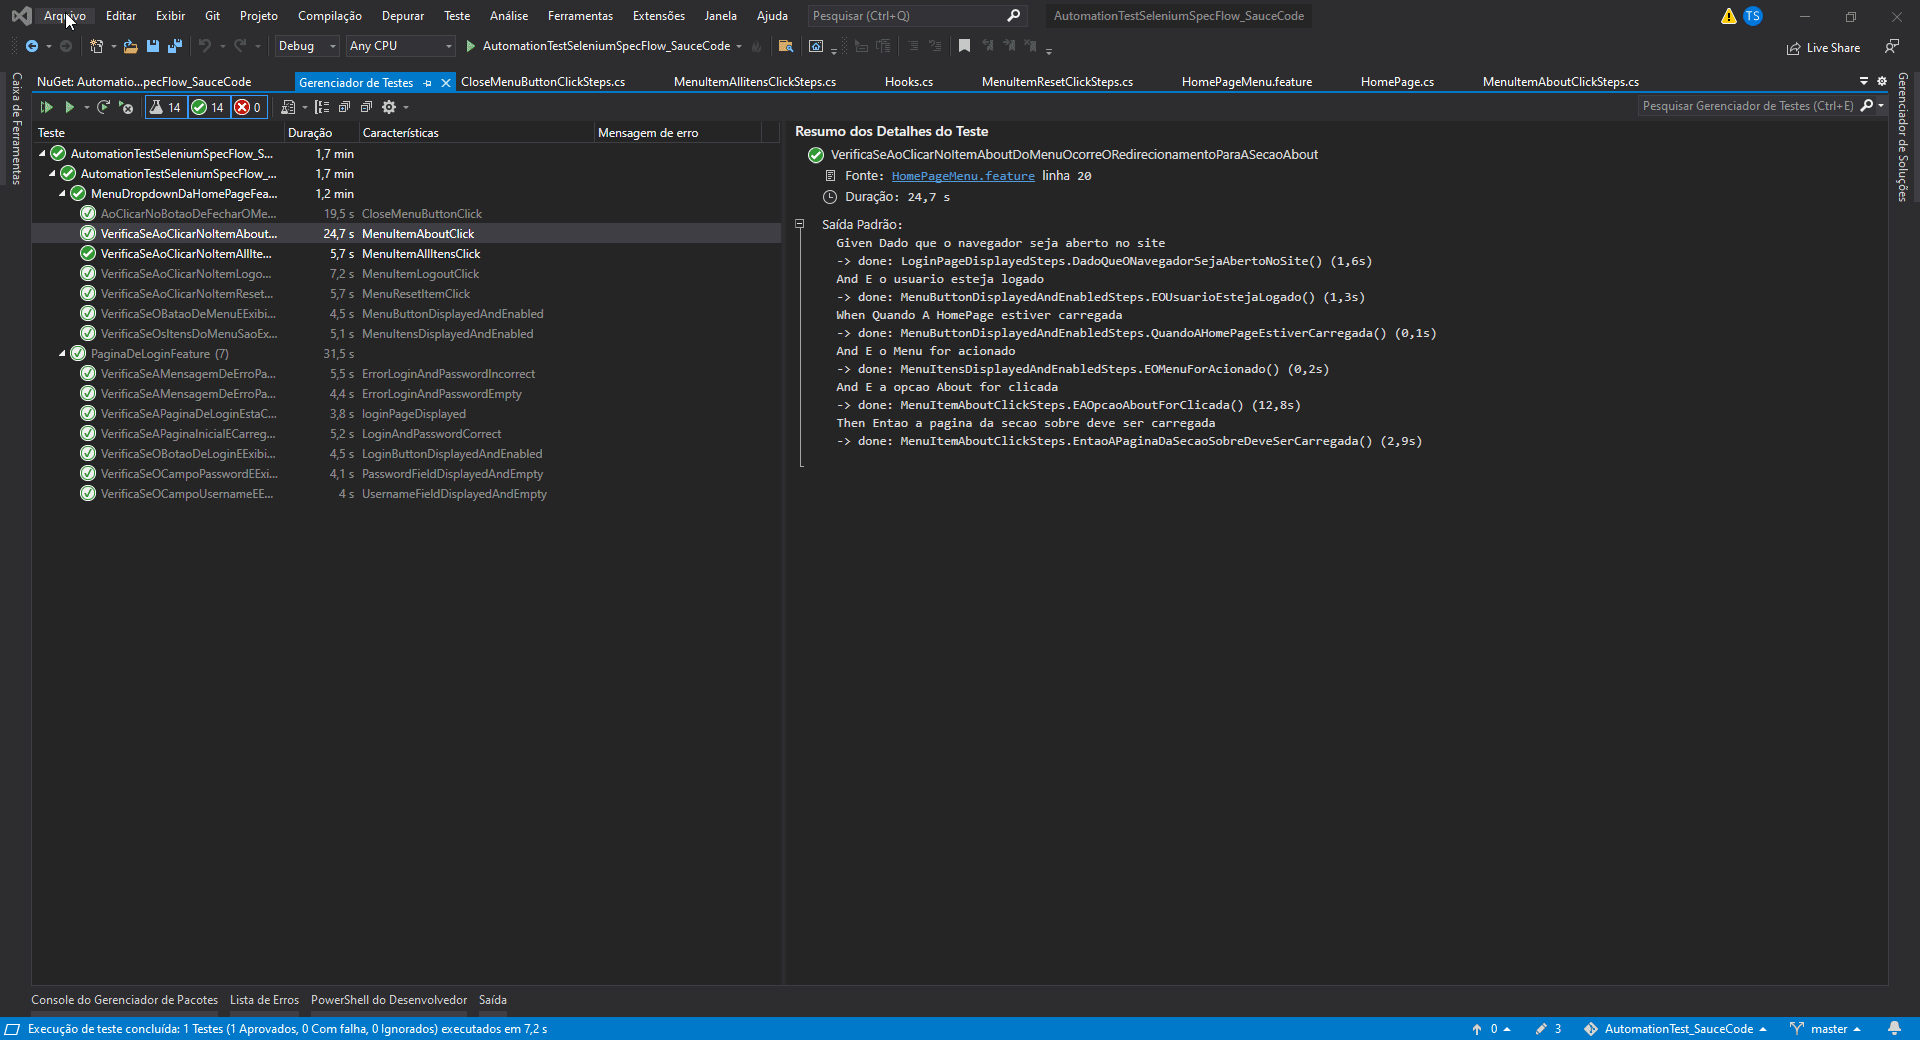 Arquivo Editar Exibir Git Projeto Compilação Depurar Teste Análise Ferramentas Extensões Janela Ajuda Pesquisar (Ctrl+Q) AutomationTestSeleniumSpecFlow_SauceCode TS
Debug Any CPU AutomationTestSeleniumSpecFlow_SauceCode Live Share
Caixa de Ferramentas
NuGet: Automatio...pecFlow_SauceCode Gerenciador de Testes CloseMenuButtonClickSteps.cs MenuItemAllitensClickSteps.cs Hooks.cs MenuItemResetClickSteps.cs HomePageMenu.feature HomePage.cs MenuItemAboutClickSteps.cs
Gerenciador de Soluções
14 14 0 Pesquisar Gerenciador de Testes (Ctrl+E)
Teste Duração Características Mensagem de erro
AutomationTestSeleniumSpecFlow_S... 1,7 min
AutomationTestSeleniumSpecFlow_... 1,7 min
MenuDropdownDaHomePageFea... 1,2 min
AoClicarNoBotaoDeFecharOMe... 19,5 s CloseMenuButtonClick
VerificaSeAoClicarNoItemAbout... 24,7 s MenuItemAboutClick
VerificaSeAoClicarNoItemAllIte... 5,7 s MenuItemAllItensClick
VerificaSeAoClicarNoItemLogo... 7,2 s MenuItemLogoutClick
VerificaSeAoClicarNoItemReset... 5,7 s MenuResetItemClick
VerificaSeOBataoDeMenuEExibi... 4,5 s MenuButtonDisplayedAndEnabled
VerificaSeOsItensDoMenuSaoEx... 5,1 s MenuItensDisplayedAndEnabled
PaginaDeLoginFeature (7) 31,5 s
VerificaSeAMensagemDeErroPa... 5,5 s ErrorLoginAndPasswordIncorrect
VerificaSeAMensagemDeErroPa... 4,4 s ErrorLoginAndPasswordEmpty
VerificaSeAPaginaDeLoginEstaC... 3,8 s loginPageDisplayed
VerificaSeAPaginaInicialECarreg... 5,2 s LoginAndPasswordCorrect
VerificaSeOBotaoDeLoginEExibi... 4,5 s LoginButtonDisplayedAndEnabled
VerificaSeOCampoPasswordEExi... 4,1 s PasswordFieldDisplayedAndEmpty
VerificaSeOCampoUsernameEE... 4 s UsernameFieldDisplayedAndEmpty
Resumo dos Detalhes do Teste
VerificaSeAoClicarNoItemAboutDoMenuOcorreORedirecionamentoParaASecaoAbout
Fonte: HomePageMenu.feature linha 20
Duração: 24,7 s
Saída Padrão:
Given Dado que o navegador seja aberto no site
-> done: LoginPageDisplayedSteps.DadoQueONavegadorSejaAbertoNoSite() (1,6s)
And E o usuario esteja logado
-> done: MenuButtonDisplayedAndEnabledSteps.EOUsuarioEstejaLogado() (1,3s)
When Quando A HomePage estiver carregada
-> done: MenuButtonDisplayedAndEnabledSteps.QuandoAHomePageEstiverCarregada() (0,1s)
And E o Menu for acionado
-> done: MenuItensDisplayedAndEnabledSteps.EOMenuForAcionado() (0,2s)
And E a opcao About for clicada
-> done: MenuItemAboutClickSteps.EAOpcaoAboutForClicada() (12,8s)
Then Entao a pagina da secao sobre deve ser carregada
-> done: MenuItemAboutClickSteps.EntaoAPaginaDaSecaoSobreDeveSerCarregada() (2,9s)
Console do Gerenciador de Pacotes Lista de Erros PowerShell do Desenvolvedor Saída
Execução de teste concluída: 1 Testes (1 Aprovados, 0 Com falha, 0 Ignorados) executados em 7,2 s 0 3 AutomationTest_SauceCode master